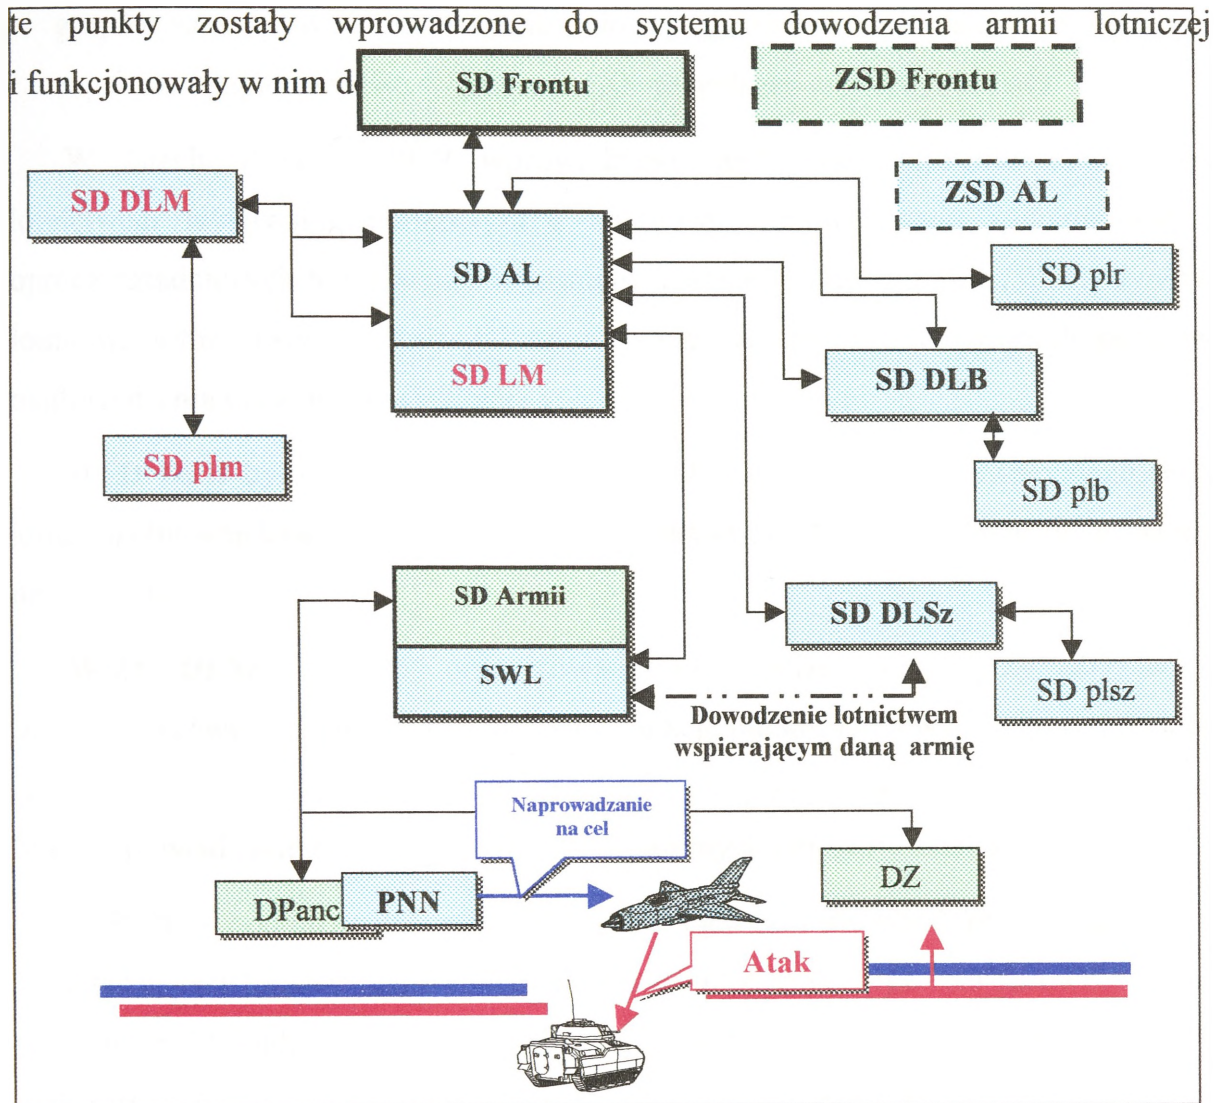 te punkty zostały wprowadzone do systemu dowodzenia armii lotniczej
i funkcjonowały w nim do
SD Frontu
ZSD Frontu
SD DLM
ZSD AL
SD AL
SD plr
SD LM
SD DLB
SD plm
SD plb
SD Armii
SD DLSz
SWL
SD plsz
Dowodzenie lotnictwem
wspierającym daną armię
Naprowadzanie
na cel
DPanc
PNN
DZ
Atak